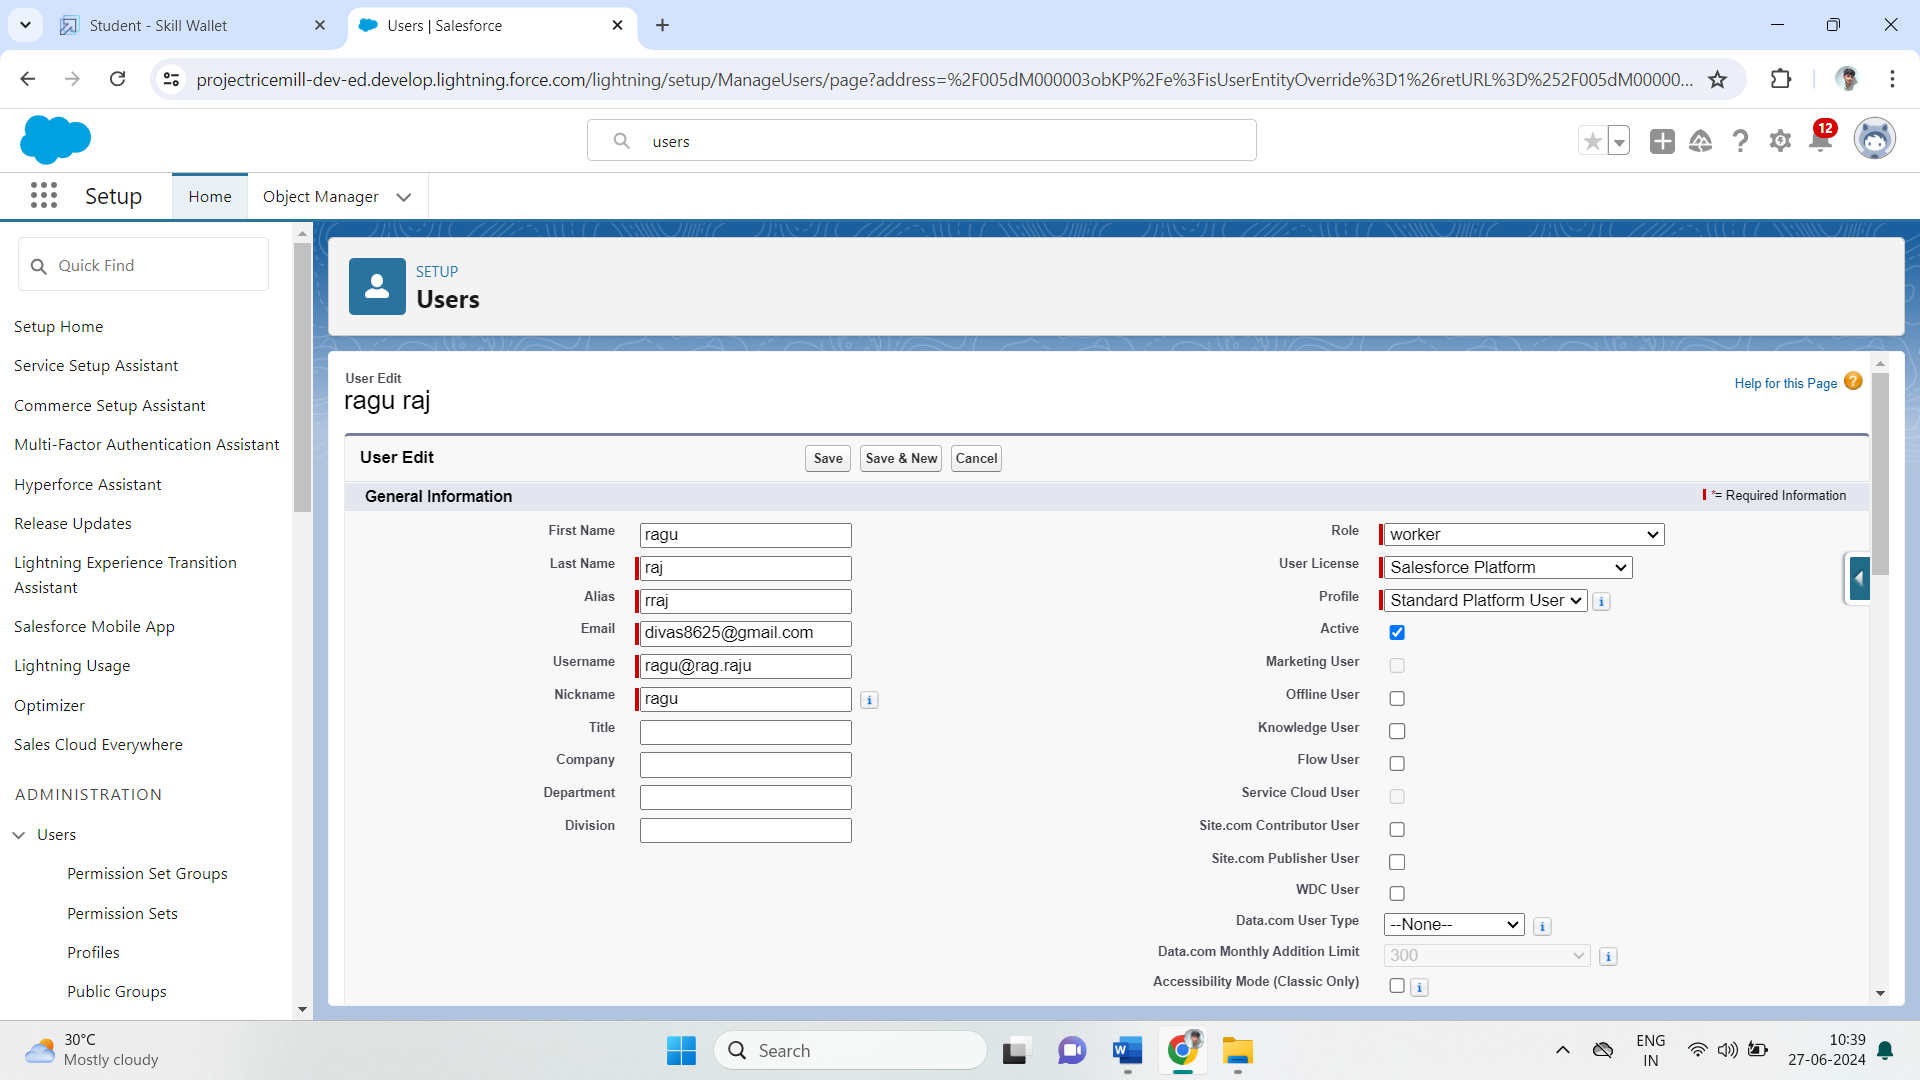 Student - Skill Wallet
Users | Salesforce
projectricemill-dev-ed.develop.lightning.force.com/lightning/setup/ManageUsers/page?address=%2F005dM000003obKP%2Fe%3FisUserEntityOverride%3D1%26retURL%3D%252F005dM00000...
users
12
Setup
Home
Object Manager
Quick Find
Setup Home
Service Setup Assistant
Commerce Setup Assistant
Multi-Factor Authentication Assistant
Hyperforce Assistant
Release Updates
Lightning Experience Transition
Assistant
Salesforce Mobile App
Lightning Usage
Optimizer
Sales Cloud Everywhere
ADMINISTRATION
Users
Permission Set Groups
Permission Sets
Profiles
Public Groups
SETUP
Users
User Edit
ragu raj
Help for this Page
User Edit
Save
Save & New
Cancel
General Information
*= Required Information
First Name ragu
Last Name raj
Alias rraj
Email divas8625@gmail.com
Username ragu@rag.raju
Nickname ragu
Title
Company
Department
Division
Role worker
User License Salesforce Platform
Profile Standard Platform User
Active
Marketing User
Offline User
Knowledge User
Flow User
Service Cloud User
Site.com Contributor User
Site.com Publisher User
WDC User
Data.com User Type --None--
Data.com Monthly Addition Limit 300
Accessibility Mode (Classic Only)
30°C
Mostly cloudy
Search
ENG
IN
10:39
27-06-2024